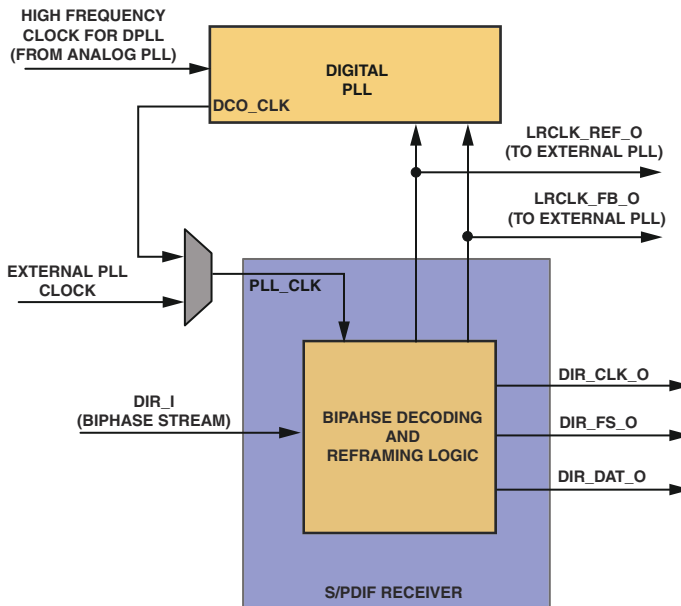 HIGH FREQUENCY
CLOCK FOR DPLL
(FROM ANALOG PLL)
DIGITAL
PLL
DCO_CLK
LRCLK_REF_O
(TO EXTERNAL PLL)
LRCLK_FB_O
(TO EXTERNAL PLL)
EXTERNAL PLL
CLOCK
PLL_CLK
DIR_I
(BIPHASE STREAM)
BIPAHSE DECODING
AND
REFRAMING LOGIC
DIR_CLK_O
DIR_FS_O
DIR_DAT_O
S/PDIF RECEIVER